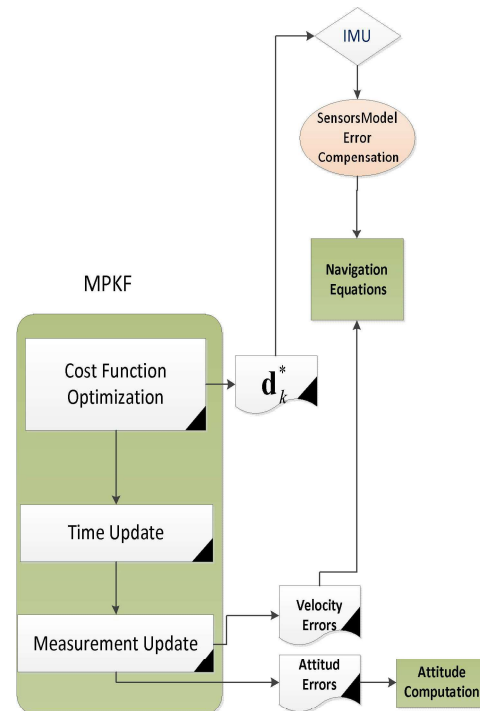 IMU
SensorsModel
Error
Compensation
Navigation
Equations
MPKF
Cost Function
Optimization
d*k
Time Update
Measurement Update
Velocity
Errors
Attitud
Errors
Attitude
Computation